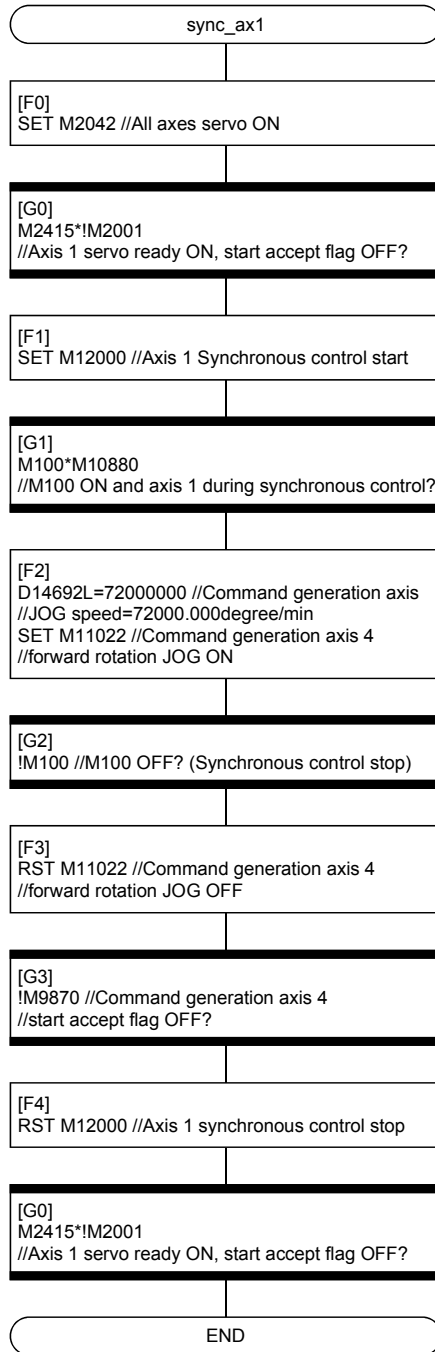 sync_ax1
[F0]
SET M2042 //All axes servo ON
[G0]
M2415*!M2001
//Axis 1 servo ready ON, start accept flag OFF?
[F1]
SET M12000 //Axis 1 Synchronous control start
[G1]
M100*M10880
//M100 ON and axis 1 during synchronous control?
[F2]
D14692L=72000000 //Command generation axis
//JOG speed=72000.000degree/min
SET M11022 //Command generation axis 4
//forward rotation JOG ON
[G2]
!M100 //M100 OFF? (Synchronous control stop)
[F3]
RST M11022 //Command generation axis 4
//forward rotation JOG OFF
[G3]
!M9870 //Command generation axis 4
//start accept flag OFF?
[F4]
RST M12000 //Axis 1 synchronous control stop
[G0]
M2415*!M2001
//Axis 1 servo ready ON, start accept flag OFF?
END